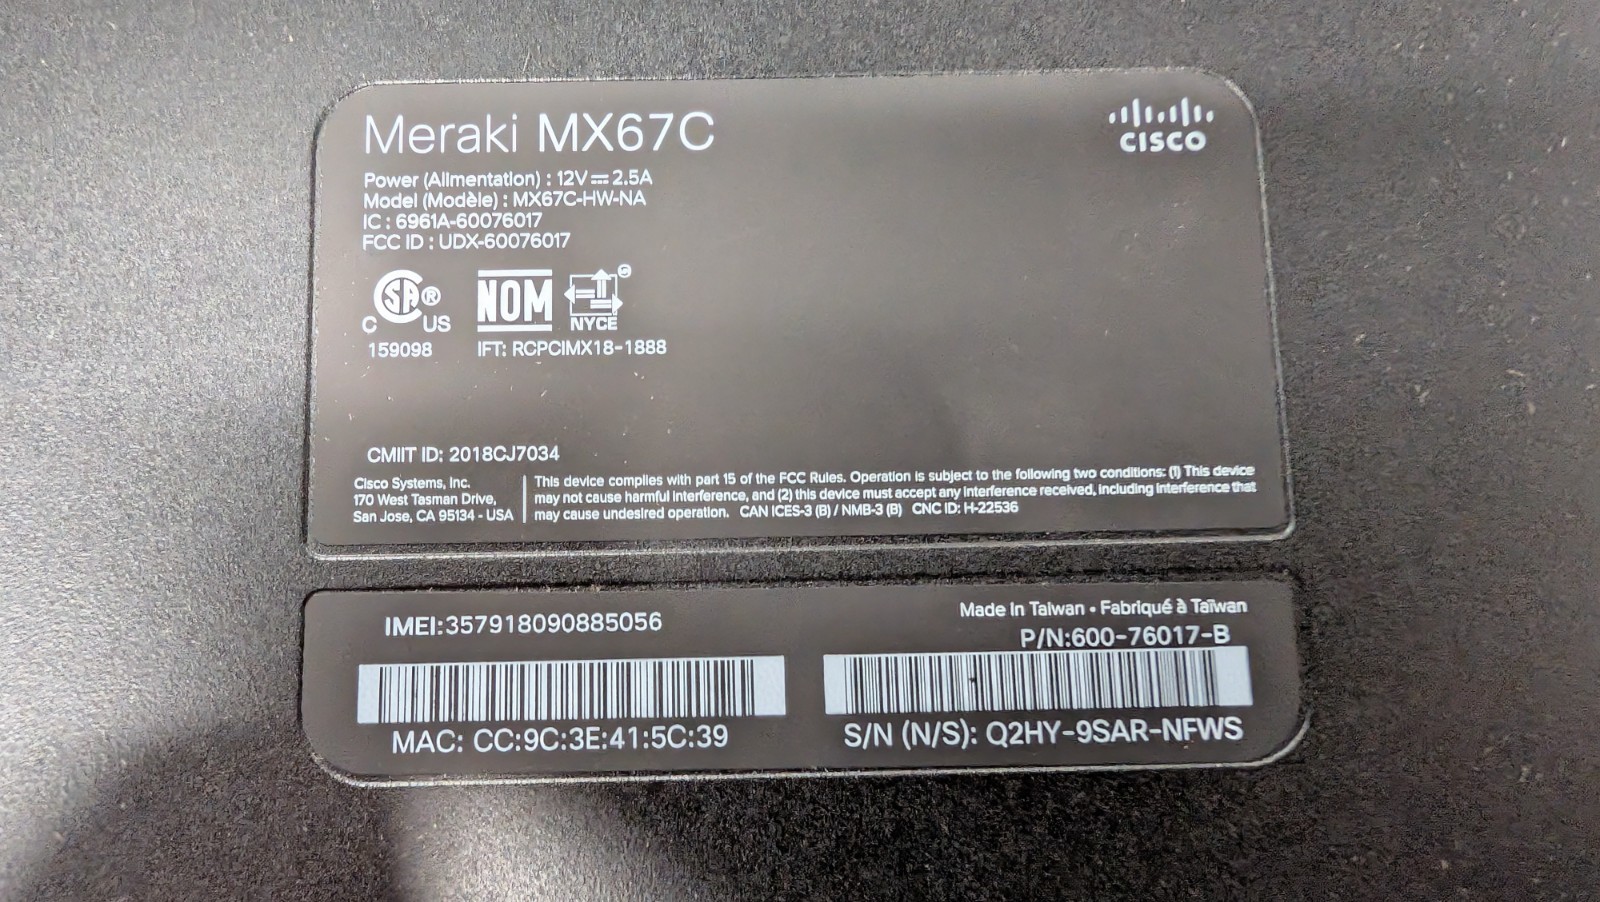 Meraki MX67C
CISCO
Power (Alimentation) : 12V ⎓ 2.5A
Model (Modèle) : MX67C-HW-NA
IC : 6961A-60076017
FCC ID : UDX-60076017
C SA ® US
NOM
NYCE
159098
IFT: RCPCIMX18-1888
CMIIT ID: 2018CJ7034
Cisco Systems, Inc.
170 West Tasman Drive,
San Jose, CA 95134 - USA
This device complies with part 15 of the FCC Rules. Operation is subject to the following two conditions: (1) This device
may not cause harmful interference, and (2) this device must accept any interference received, including interference that
may cause undesired operation. CAN ICES-3 (B) / NMB-3 (B) CNC ID: H-22536
IMEI:357918090885056
Made in Taiwan • Fabriqué à Taïwan
P/N:600-76017-B
MAC: CC:9C:3E:41:5C:39
S/N (N/S): Q2HY-9SAR-NFWS